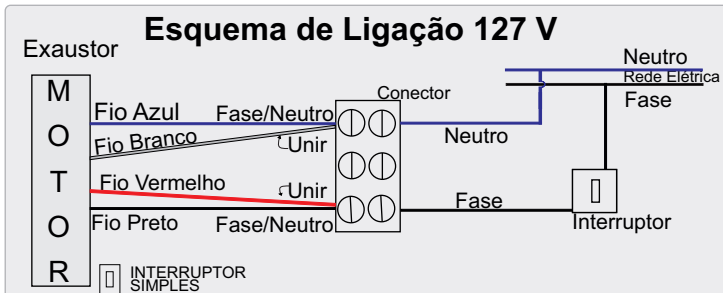 Esquema de Ligação 127 V
Exaustor
MOTOR
Fio Azul
Fase/Neutro
Fio Branco
Unir
Fio Vermelho
Unir
Fio Preto
Fase/Neutro
Conector
Neutro
Fase
Neutro
Rede Elétrica
Fase
Interruptor
INTERRUPTOR
SIMPLES